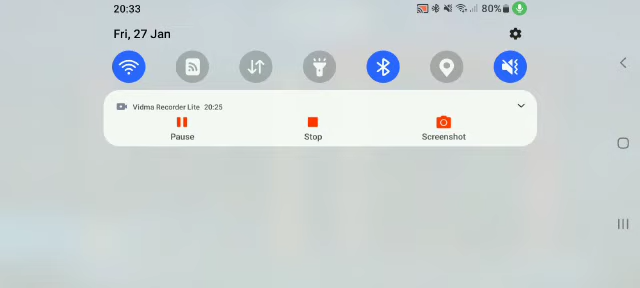 20:33
80%
Fri, 27 Jan
Vidma Recorder Lite 20:25
Pause
Stop
Screenshot